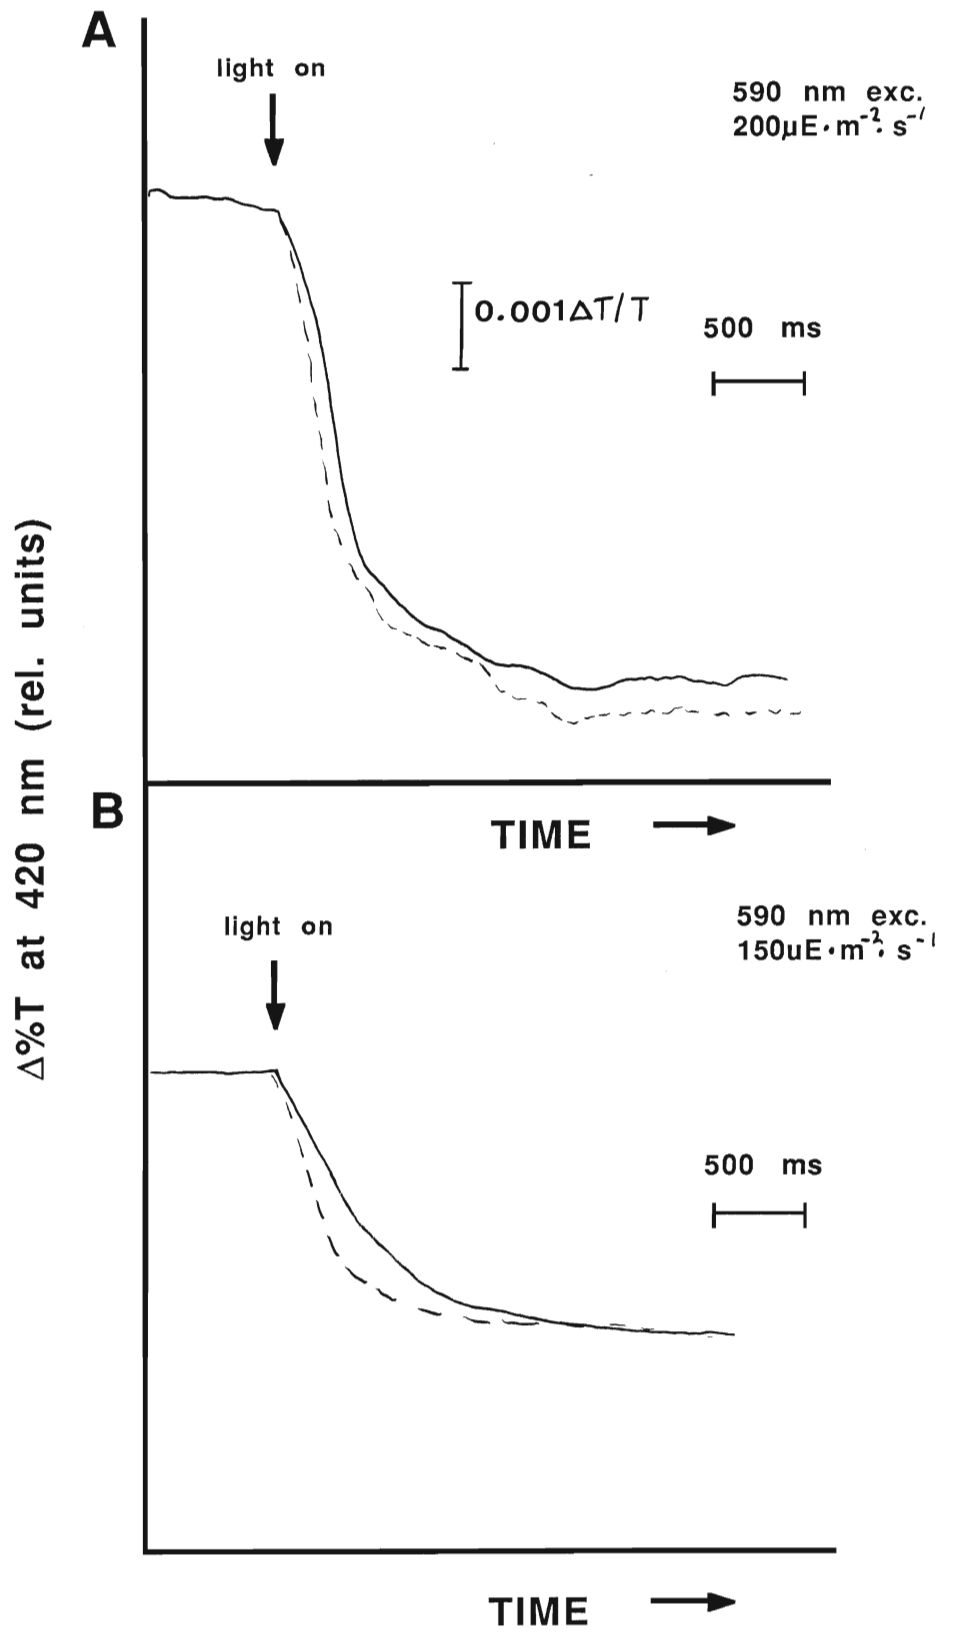 A
light on
590 nm exc.
200µE·m⁻²·s⁻¹
0.001ΔT/T
500 ms
Δ%T at 420 nm (rel. units)
TIME
B
light on
590 nm exc.
150uE·m⁻²·s⁻¹
500 ms
TIME